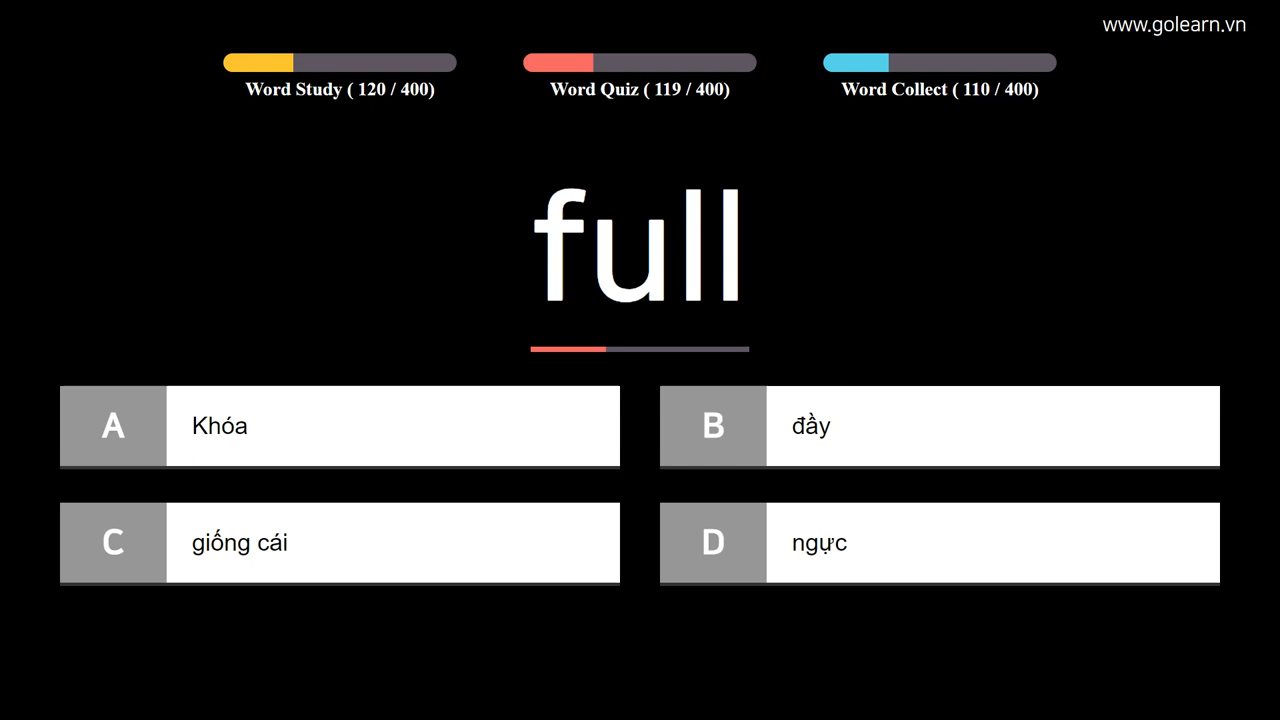 www.golearn.vn
Word Study ( 120 / 400)
Word Quiz ( 119 / 400)
Word Collect ( 110 / 400)
full
A Khóa
B đầy
C giống cái
D ngực